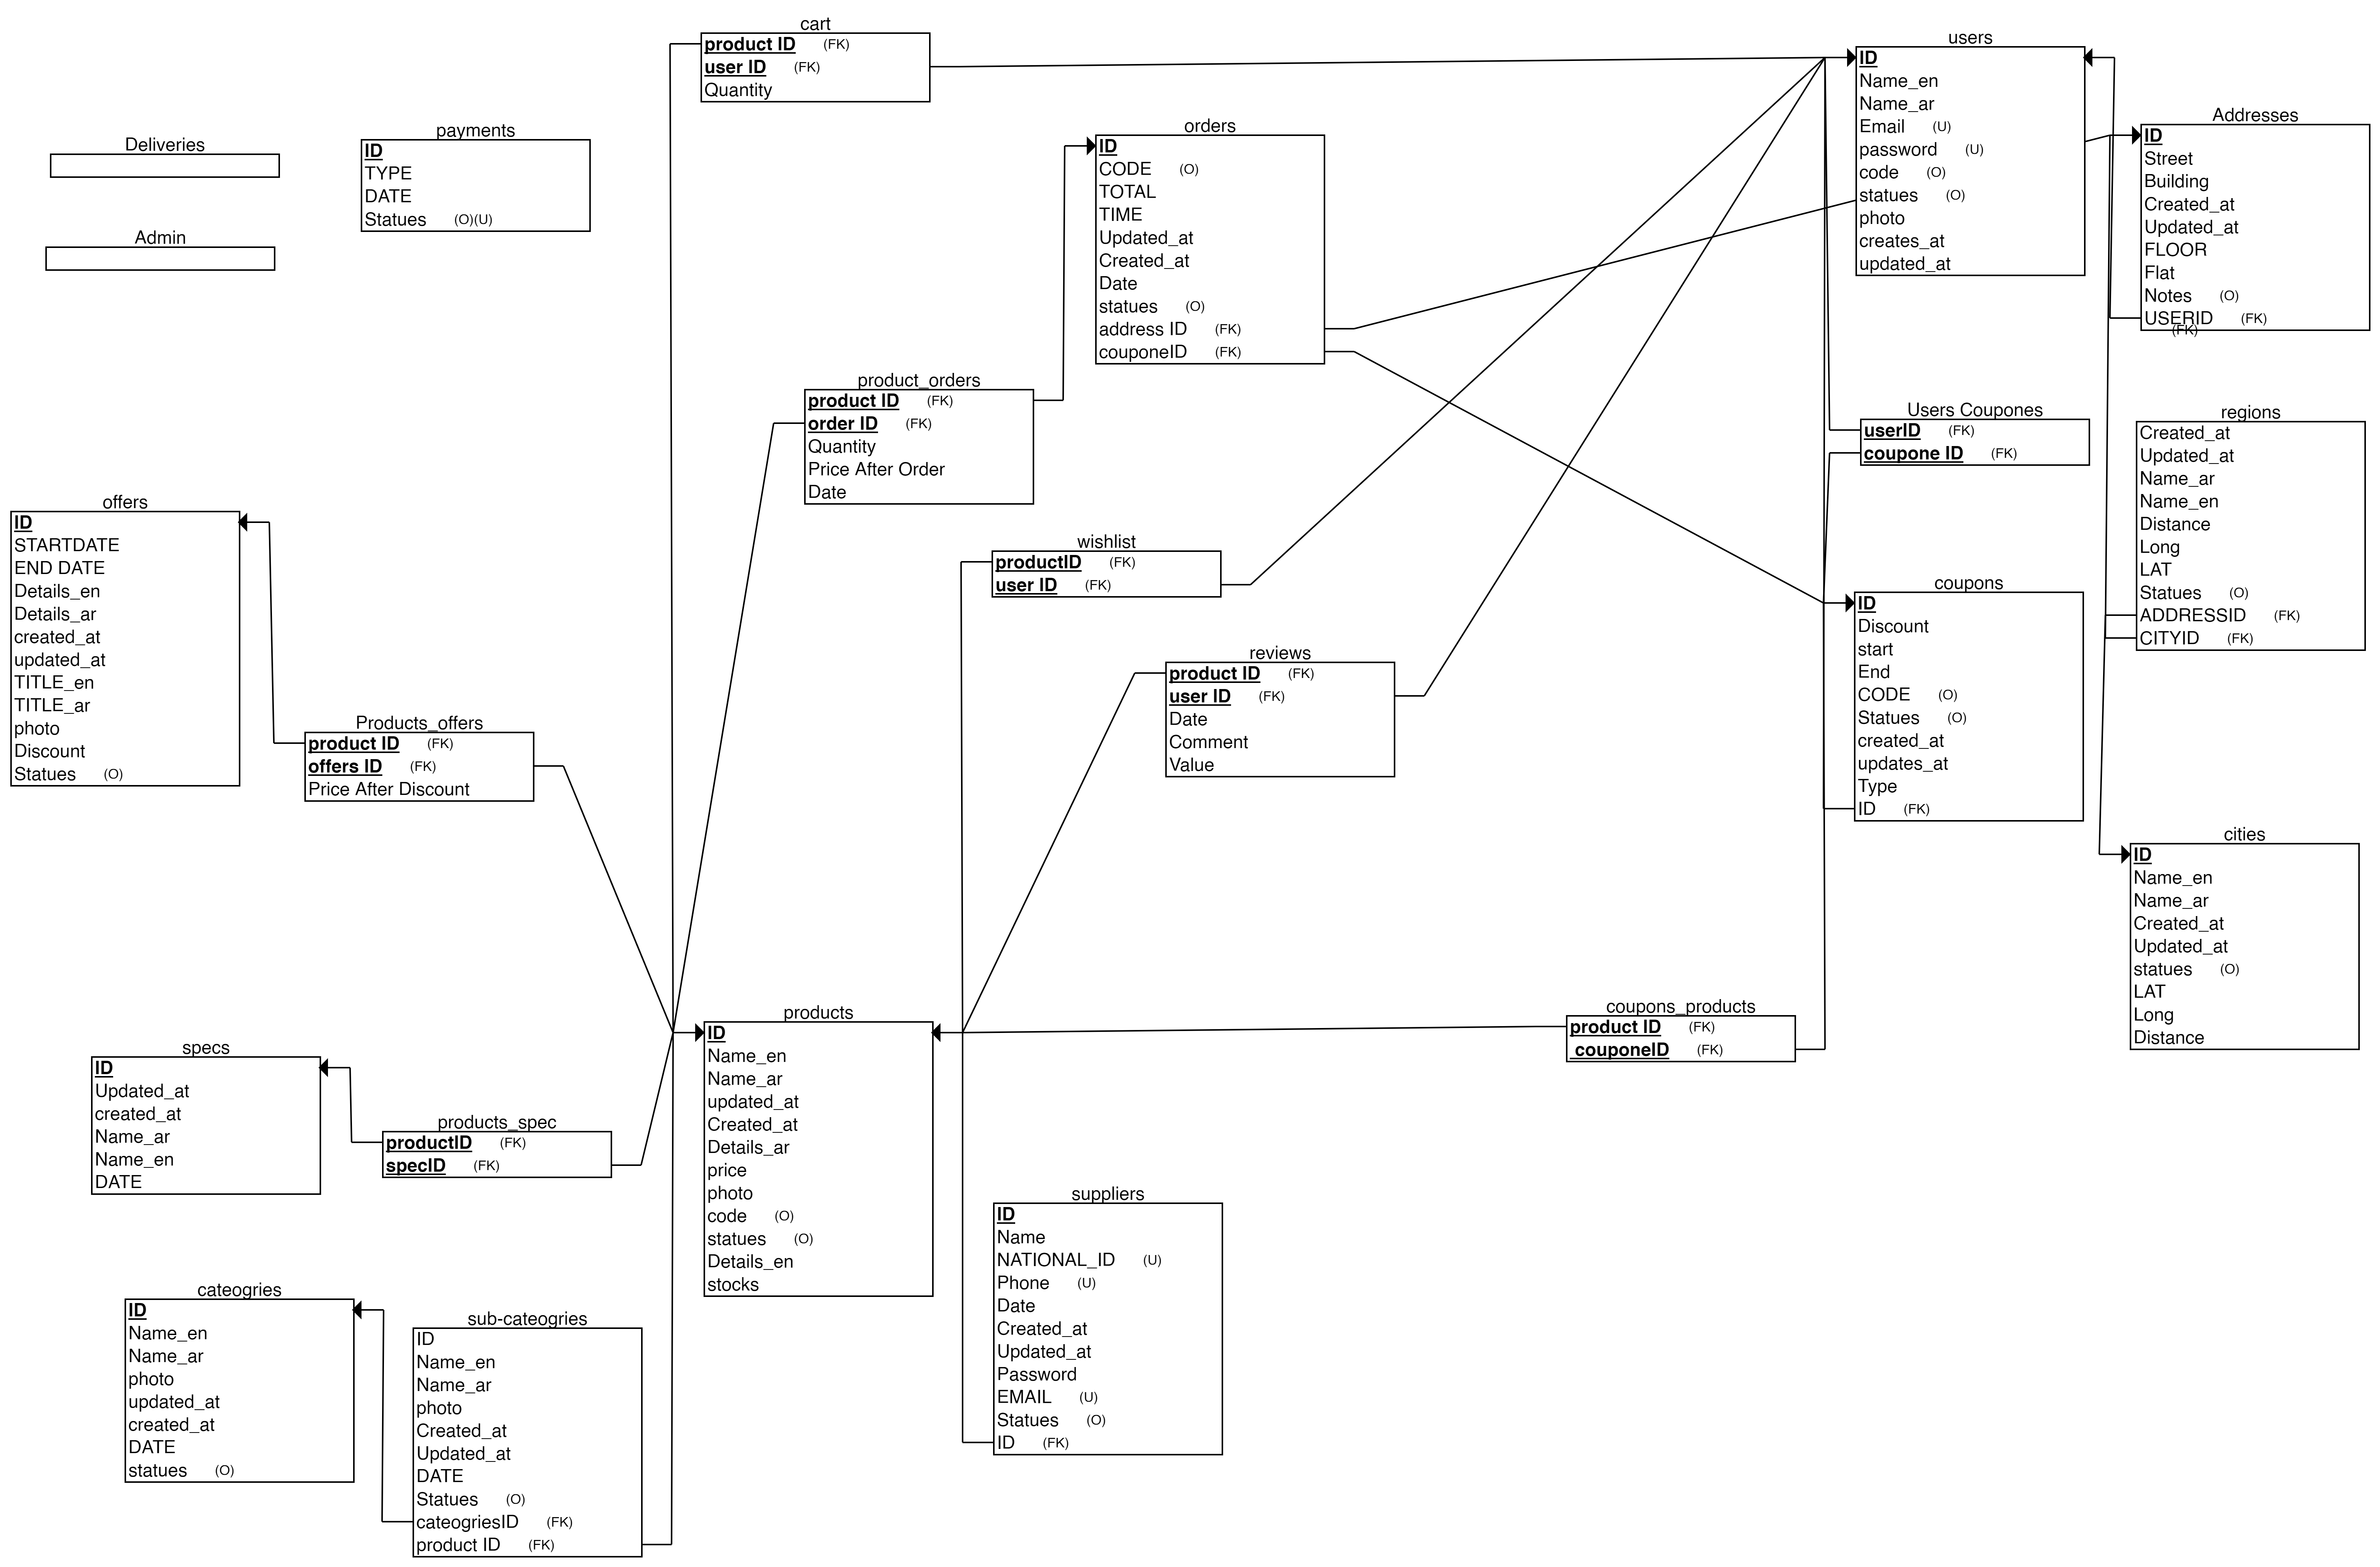 cart
product ID (FK)
user ID (FK)
Quantity
users
ID
Name_en
Name_ar
Email (U)
password (U)
code (O)
statues (O)
photo
creates_at
updated_at
Addresses
ID
Street
Building
Created_at
Updated_at
FLOOR
Flat
Notes (O)
USERID (FK)
(FK)
Deliveries
payments
ID
TYPE
DATE
Statues (O)(U)
Admin
orders
ID
CODE (O)
TOTAL
TIME
Updated_at
Created_at
Date
statues (O)
address ID (FK)
couponeID (FK)
product_orders
product ID (FK)
order ID (FK)
Quantity
Price After Order
Date
Users Coupones
userID (FK)
coupone ID (FK)
regions
Created_at
Updated_at
Name_ar
Name_en
Distance
Long
LAT
Statues (O)
ADDRESSID (FK)
CITYID (FK)
offers
ID
STARTDATE
END DATE
Details_en
Details_ar
created_at
updated_at
TITLE_en
TITLE_ar
photo
Discount
Statues (O)
wishlist
productID (FK)
user ID (FK)
coupons
ID
Discount
start
End
CODE (O)
Statues (O)
created_at
updates_at
Type
ID (FK)
reviews
product ID (FK)
user ID (FK)
Date
Comment
Value
Products_offers
product ID (FK)
offers ID (FK)
Price After Discount
cities
ID
Name_en
Name_ar
Created_at
Updated_at
statues (O)
LAT
Long
Distance
products
ID
Name_en
Name_ar
updated_at
Created_at
Details_ar
price
photo
code (O)
statues (O)
Details_en
stocks
coupons_products
product ID (FK)
couponeID (FK)
specs
ID
Updated_at
created_at
Name_ar
Name_en
DATE
products_spec
productID (FK)
specID (FK)
suppliers
ID
Name
NATIONAL_ID (U)
Phone (U)
Date
Created_at
Updated_at
Password
EMAIL (U)
Statues (O)
ID (FK)
cateogries
ID
Name_en
Name_ar
photo
updated_at
created_at
DATE
statues (O)
sub-cateogries
ID
Name_en
Name_ar
photo
Created_at
Updated_at
DATE
Statues (O)
cateogriesID (FK)
product ID (FK)